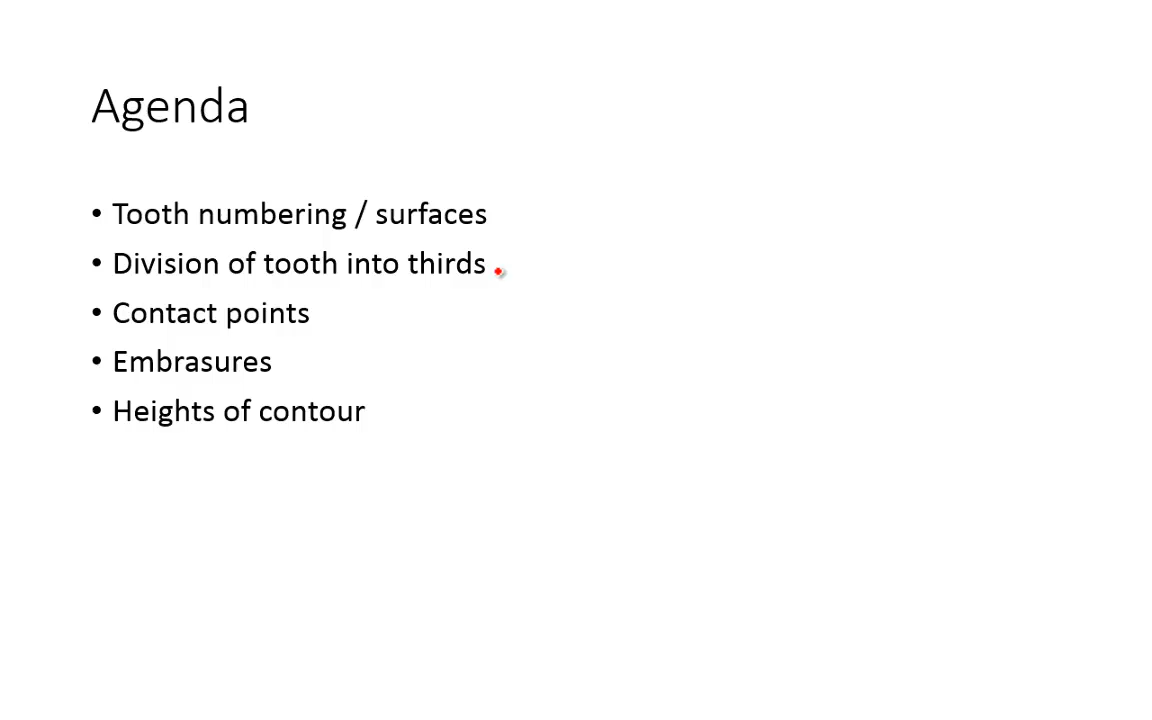 Agenda
• Tooth numbering / surfaces
• Division of tooth into thirds
• Contact points
• Embrasures
• Heights of contour